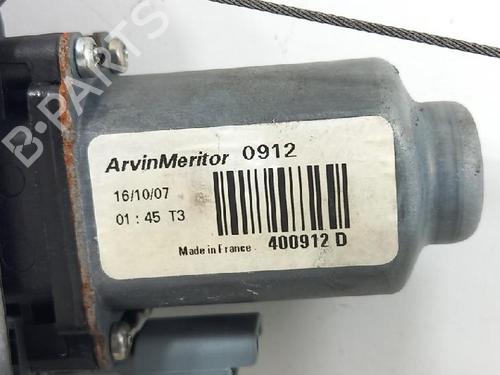 B-PARTS
ArvinMeritor 0912
16/10/07
01 : 45 T3
Made in France. 400912 D